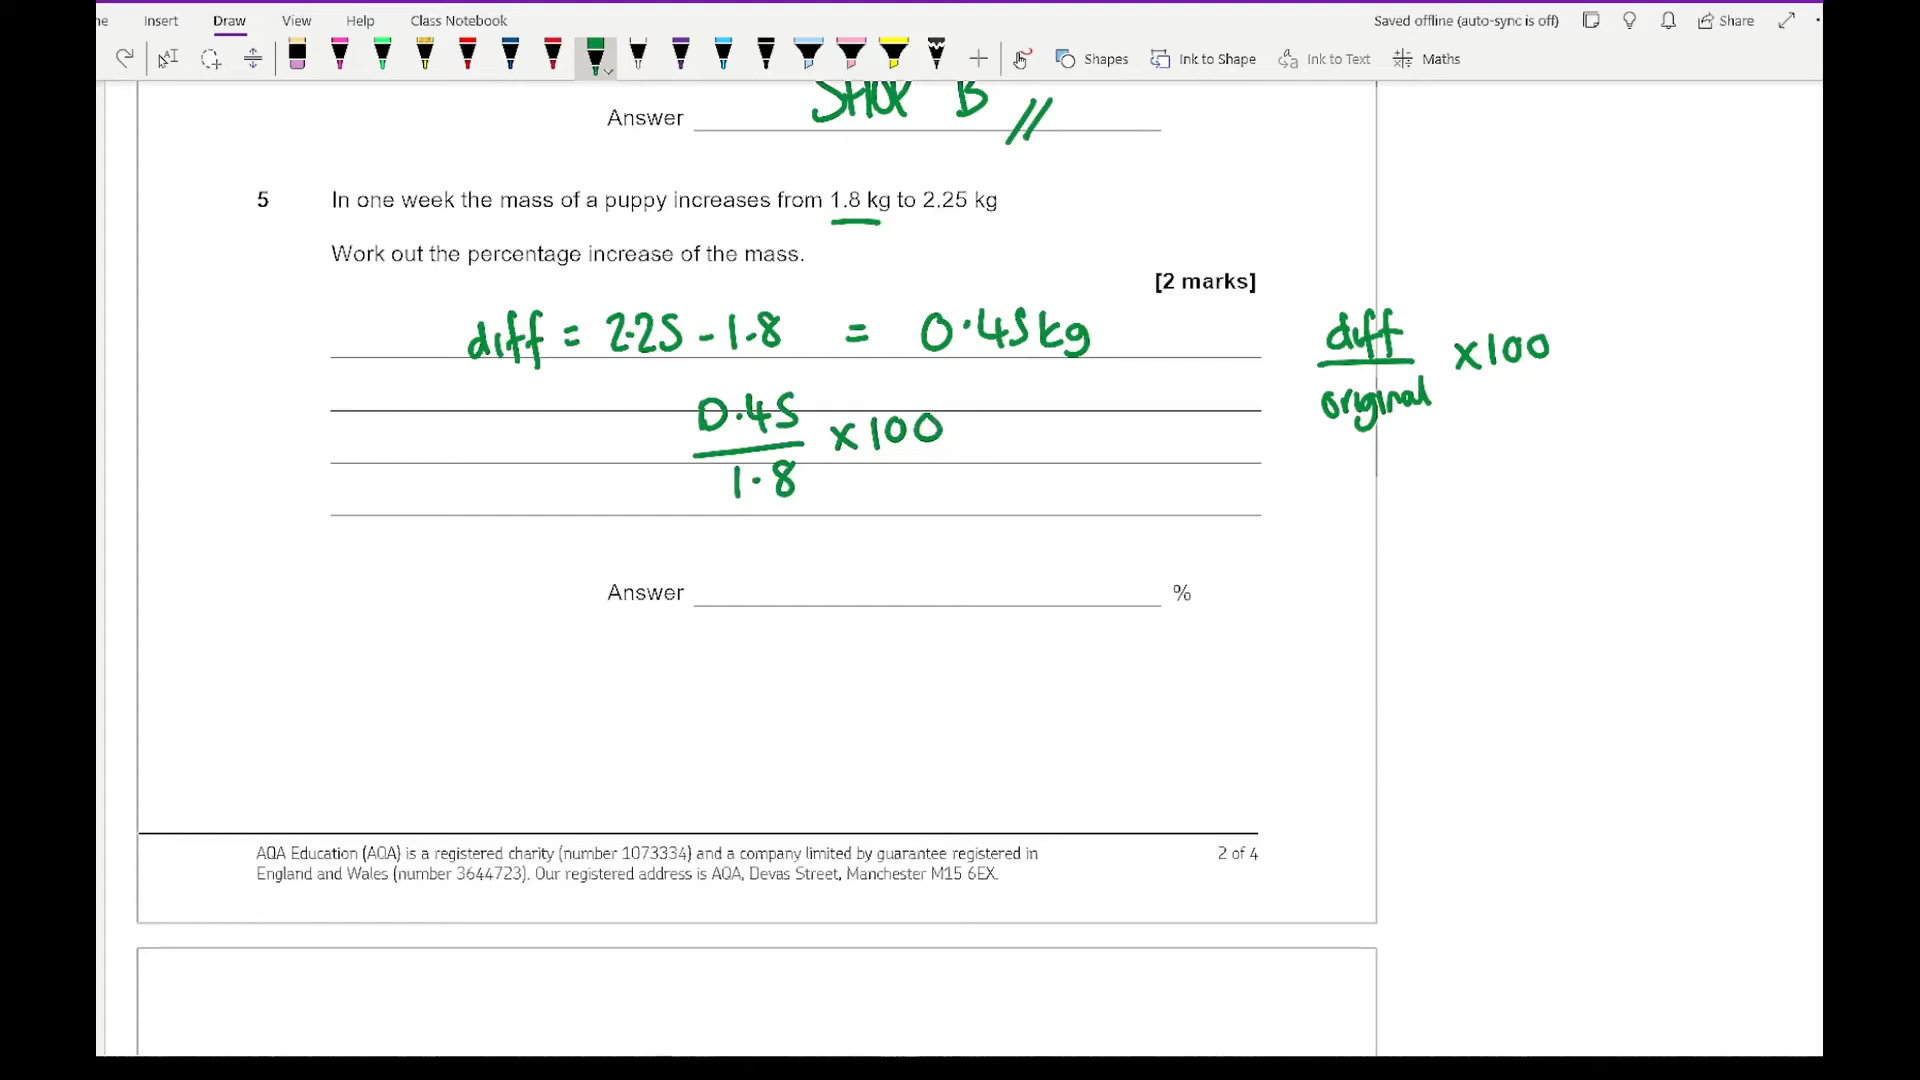 Insert Draw View Help Class Notebook Saved offline (auto-sync is off) Share
Shapes Ink to Shape Ink to Text Maths
Answer B //
5 In one week the mass of a puppy increases from 1.8 kg to 2.25 kg
Work out the percentage increase of the mass.
[2 marks]
diff = 2.25 - 1.8 = 0.45kg
diff
original
x100
0.45
1.8
x100
Answer %
AQA Education (AQA) is a registered charity (number 1073334) and a company limited by guarantee registered in
England and Wales (number 3644723). Our registered address is AQA, Devas Street, Manchester M15 6EX.
2 of 4